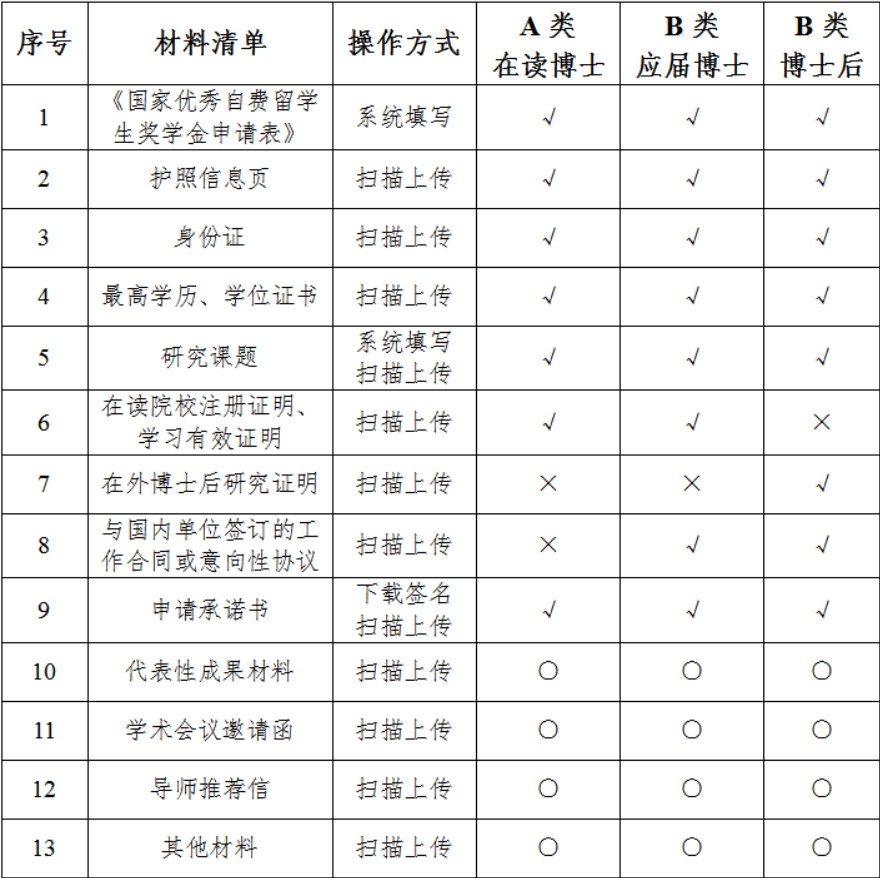 序号 材料清单 操作方式 A 类 在读博士 B 类 应届博士 B 类 博士后
1 《国家优秀自费留学生奖学金申请表》 系统填写 √ √ √
2 护照信息页 扫描上传 √ √ √
3 身份证 扫描上传 √ √ √
4 最高学历、学位证书 扫描上传 √ √ √
5 研究课题 系统填写 扫描上传 √ √ √
6 在读院校注册证明、学习有效证明 扫描上传 √ √ ×
7 在外博士后研究证明 扫描上传 × × √
8 与国内单位签订的工作合同或意向性协议 扫描上传 × √ √
9 申请承诺书 下载签名 扫描上传 √ √ √
10 代表性成果材料 扫描上传 ○ ○ ○
11 学术会议邀请函 扫描上传 ○ ○ ○
12 导师推荐信 扫描上传 ○ ○ ○
13 其他材料 扫描上传 ○ ○ ○